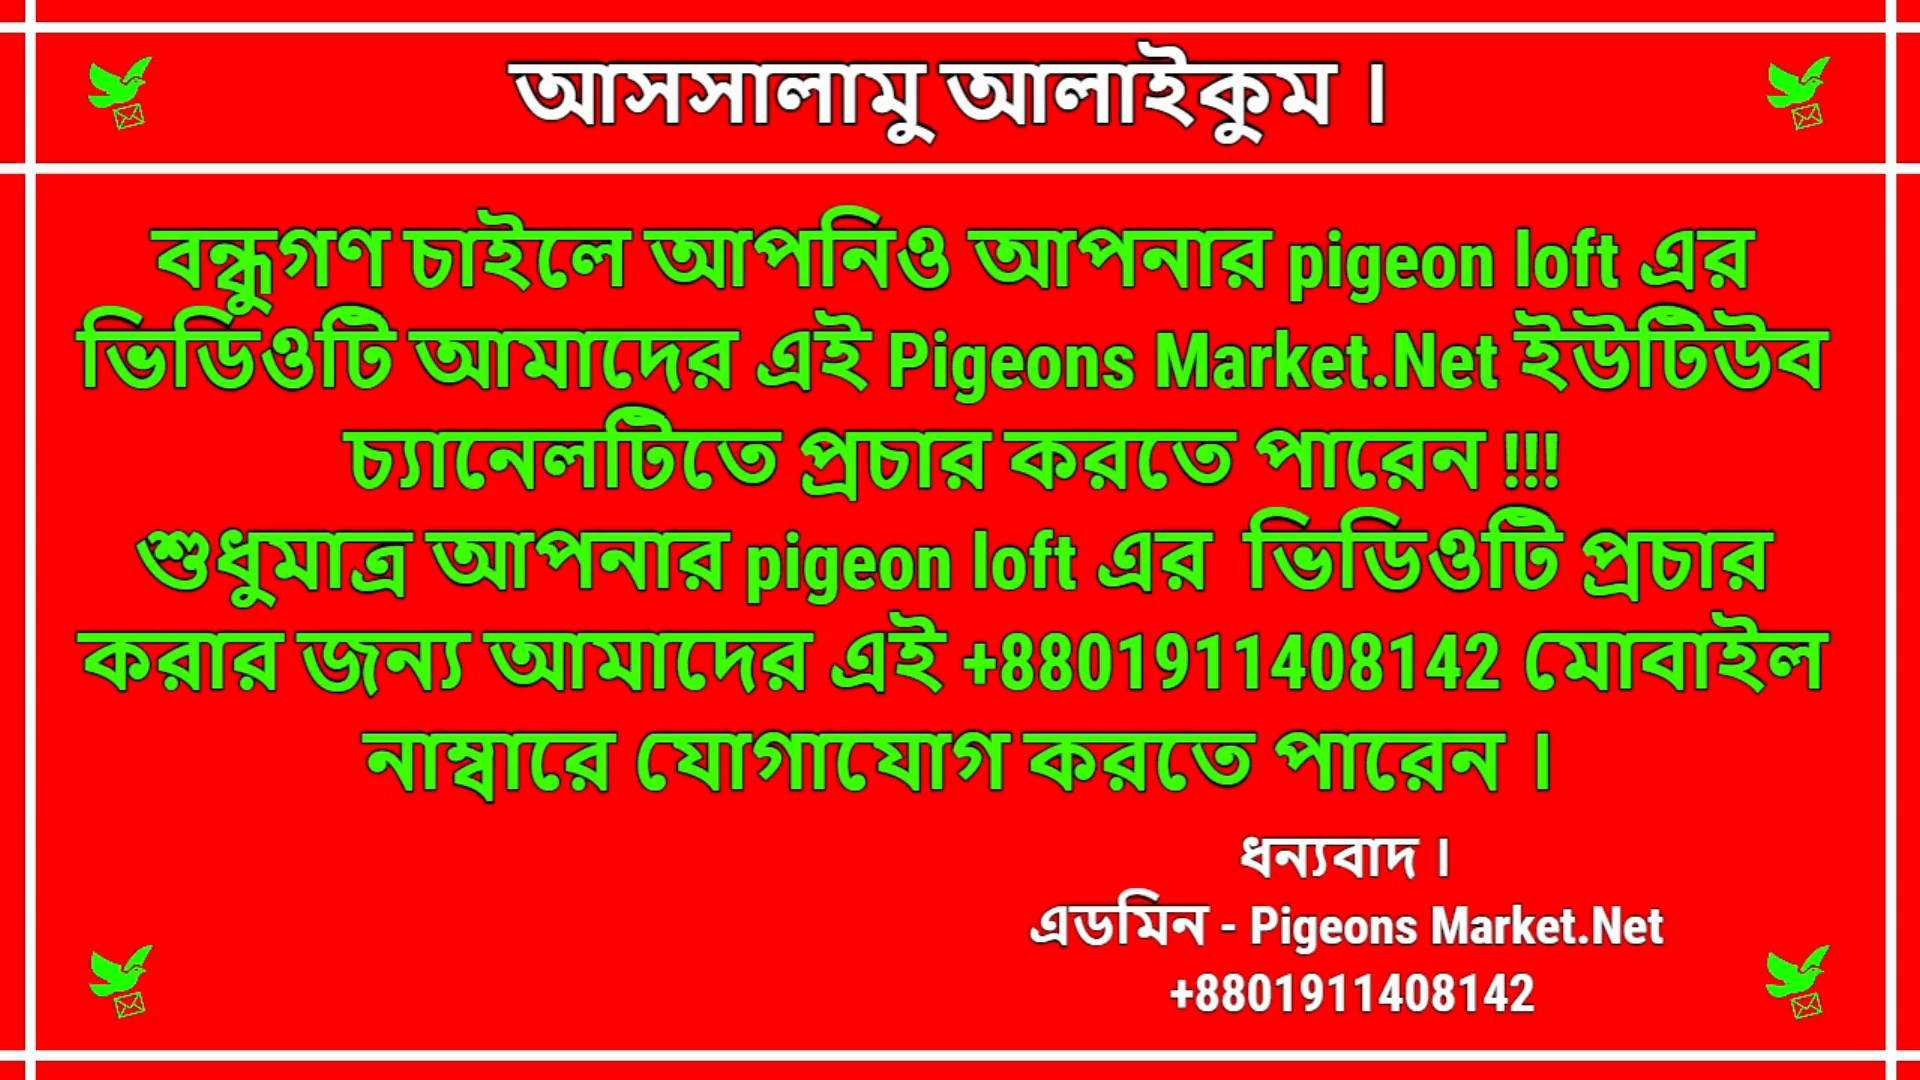 আসসালামু আলাইকুম ।
বন্ধুগণ চাইলে আপনিও আপনার pigeon loft এর
ভিডিওটি আমাদের এই Pigeons Market.Net ইউটিউব
চ্যানেলটিতে প্রচার করতে পারেন !!!
শুধুমাত্র আপনার pigeon loft এর ভিডিওটি প্রচার
করার জন্য আমাদের এই +8801911408142 মোবাইল
নাম্বারে যোগাযোগ করতে পারেন ।
ধন্যবাদ ।
এডমিন - Pigeons Market.Net
+8801911408142